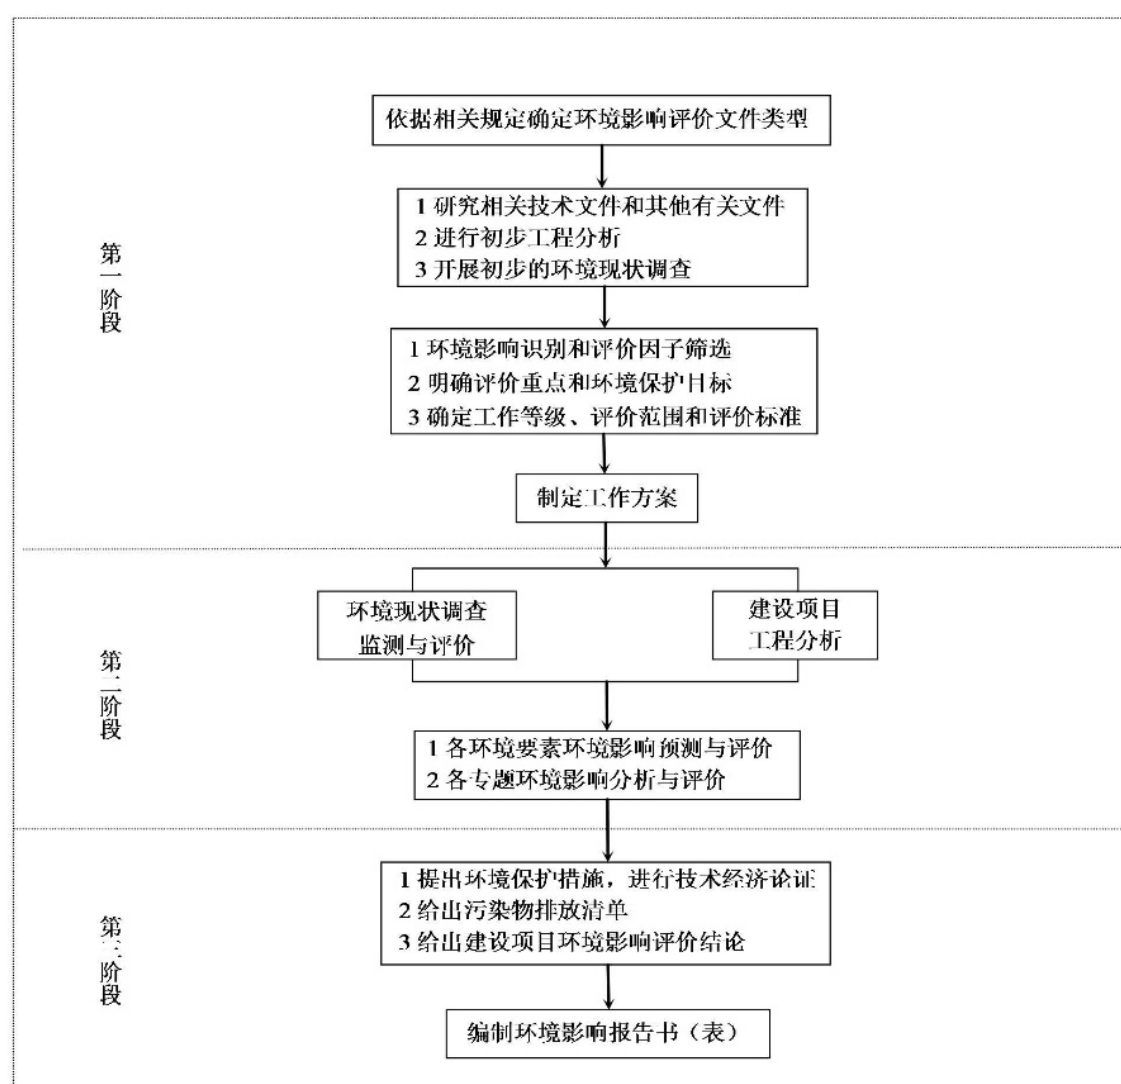 依据相关规定确定环境影响评价文件类型
1 研究相关技术文件和其他有关文件
2 进行初步工程分析
3 开展初步的环境现状调查
第一阶段
1 环境影响识别和评价因子筛选
2 明确评价重点和环境保护目标
3 确定工作等级、评价范围和评价标准
制定工作方案
环境现状调查
监测与评价
建设项目
工程分析
第二阶段
1 各环境要素环境影响预测与评价
2 各专题环境影响分析与评价
1 提出环境保护措施，进行技术经济论证
2 给出污染物排放清单
3 给出建设项目环境影响评价结论
第三阶段
编制环境影响报告书（表）